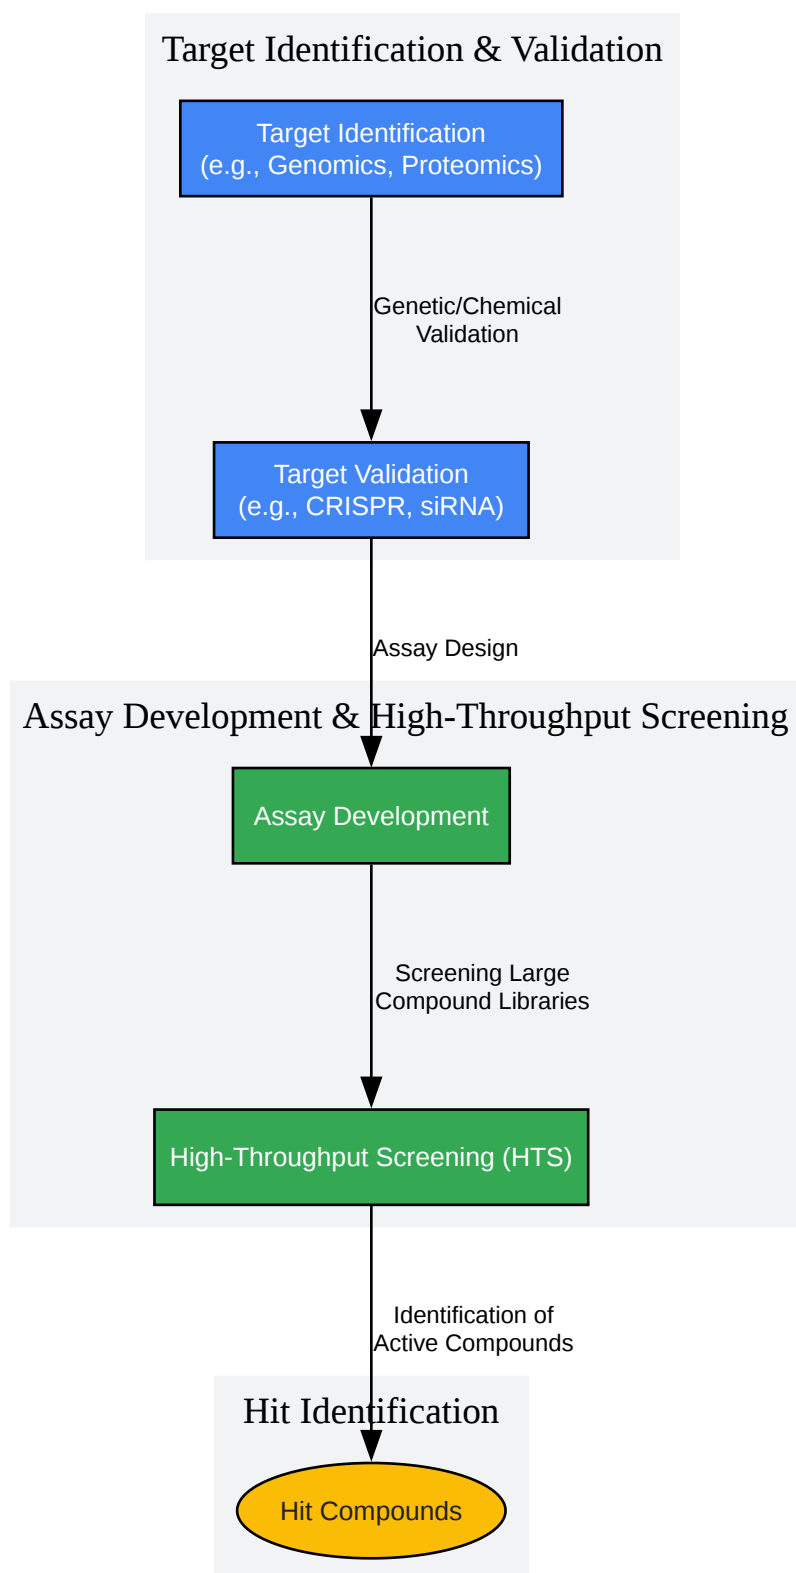 Target Identification & Validation
Target Identification
(e.g., Genomics, Proteomics)
Genetic/Chemical
Validation
Target Validation
(e.g., CRISPR, siRNA)
Assay Design
Assay Development & High-Throughput Screening
Assay Development
Screening Large
Compound Libraries
High-Throughput Screening (HTS)
Identification of
Active Compounds
Hit Identification
Hit Compounds